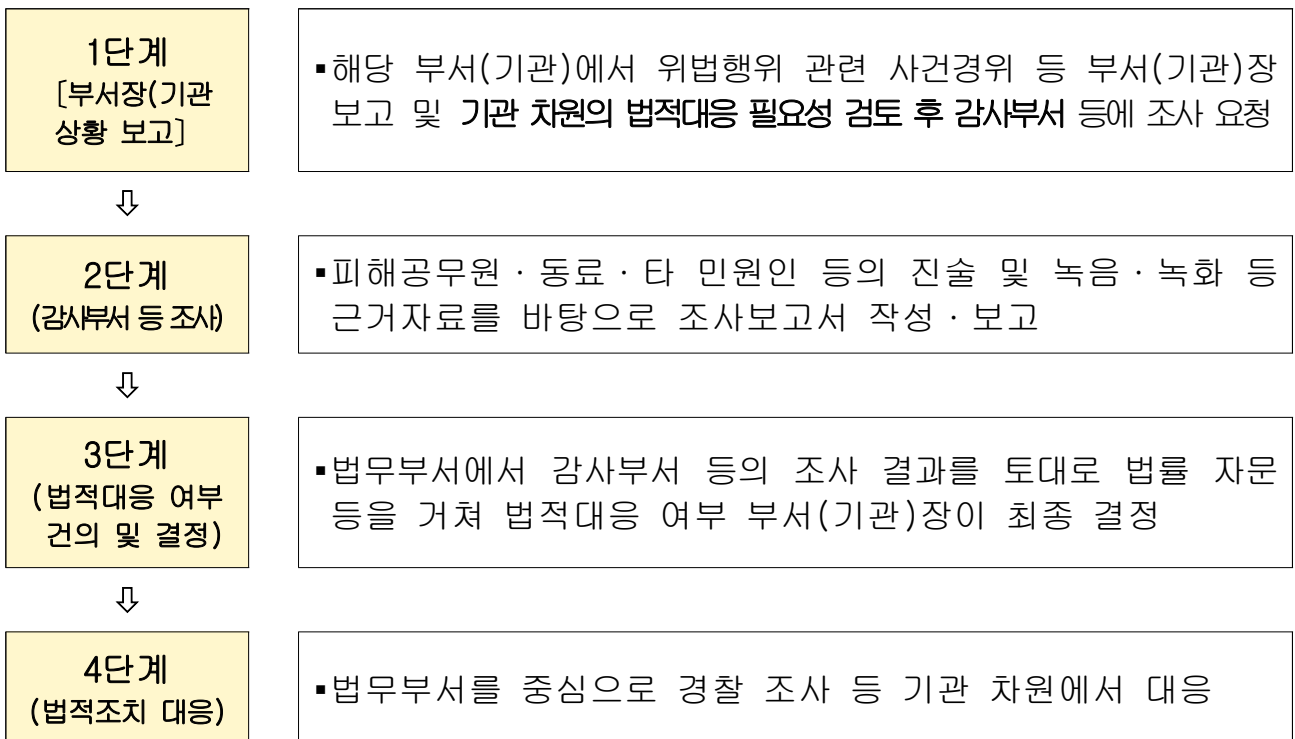 1단계
[부서장(기관
상황 보고]
▪해당 부서(기관)에서 위법행위 관련 사건경위 등 부서(기관)장
보고 및 기관 차원의 법적대응 필요성 검토 후 감사부서 등에 조사 요청
⇩
2단계
(감사부서 등 조사)
▪피해공무원ㆍ동료ㆍ타 민원인 등의 진술 및 녹음ㆍ녹화 등
근거자료를 바탕으로 조사보고서 작성ㆍ보고
⇩
3단계
(법적대응 여부
건의 및 결정)
▪법무부서에서 감사부서 등의 조사 결과를 토대로 법률 자문
등을 거쳐 법적대응 여부 부서(기관)장이 최종 결정
⇩
4단계
(법적조치 대응)
▪법무부서를 중심으로 경찰 조사 등 기관 차원에서 대응